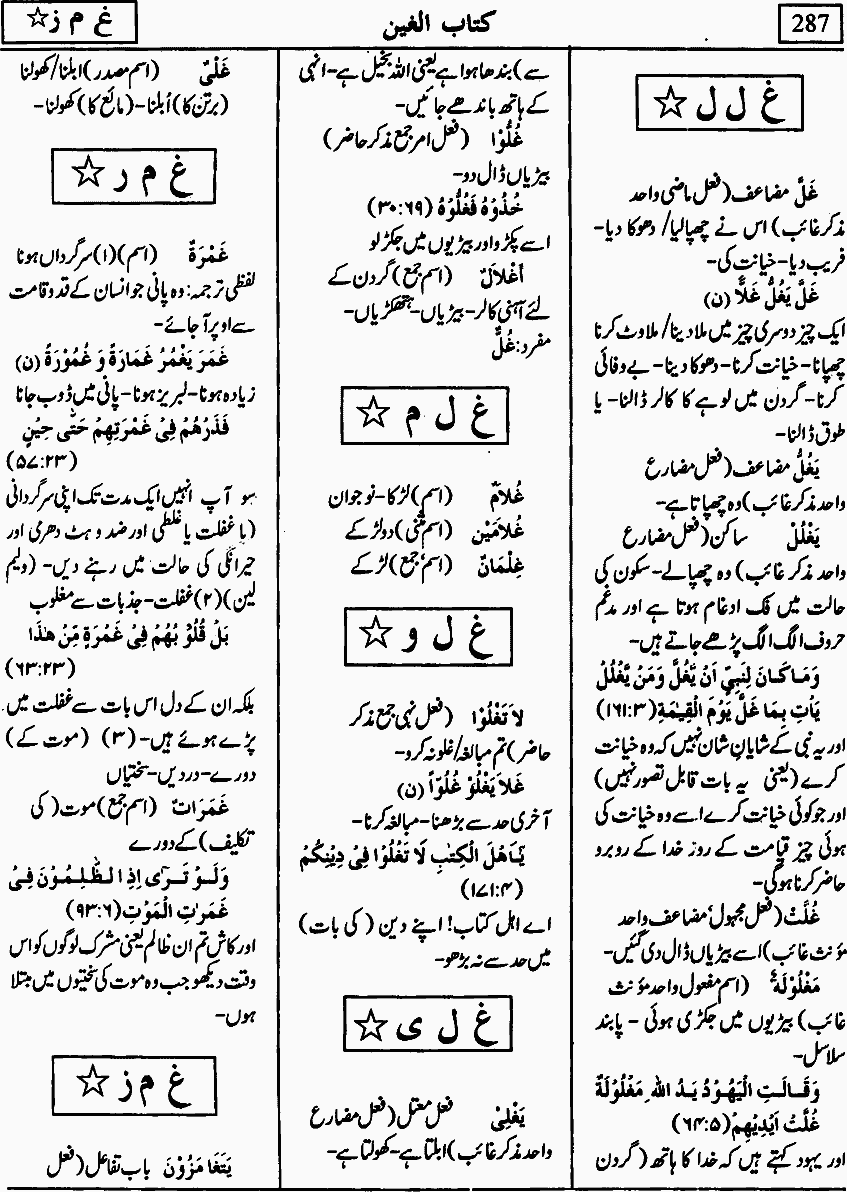 287
کتاب الغین
غ م ز ☆
غ ل ل ☆
غَلَّ مضاعف (فعل ماضی واحد
مذکر غائب) اس نے چھپالیا/ دھوکا دیا-
فریب دیا- خیانت کی-
غَلَّ یَغُلُّ غَلًّا (ن)
ایک چیز دوسری چیز میں ملا دینا/ ملاوٹ کرنا
چھپانا- خیانت کرنا- دھوکا دینا- بے وفائی
کرنا- گردن میں لوہے کا کالر ڈالنا- یا
طوق ڈالنا-
یَغُلُّ مضاعف (فعل مضارع
واحد مذکر غائب) وہ چھپاتا ہے-
یَغْلُلْ ساکن (فعل مضارع
واحد مذکر غائب) وہ چھپالے- سکون کی
حالت میں فک ادغام ہوتا ہے اور مدغم
حروف الگ الگ پڑھے جاتے ہیں-
وَمَا کَانَ لِنَبِیٍّ اَنْ یَّغُلَّ وَمَنْ یَّغْلُلْ
یَأْتِ بِمَا غَلَّ یَوْمَ الْقِیٰمَةِ (۱۶۱:۳)
اور یہ نبی کے شایانِ شان نہیں کہ وہ خیانت
کرے (یعنی یہ بات قابل تصور نہیں)
اور جو کوئی خیانت کرے اسے وہ خیانت کی
ہوئی چیز قیامت کے روز خدا کے روبرو
حاضر کرنا ہوگی-
غُلَّتْ (فعل مجہول‘ مضاعف واحد
مؤنث غائب) اسے بیڑیاں ڈال دی گئیں-
مَغْلُوْلَةٌ (اسم مفعول واحد مؤنث
غائب) بیڑیوں میں جکڑی ہوئی - پابند
سلاسل-
وَقَالَتِ الْیَهُوْدُ یَدُ اللهِ مَغْلُوْلَةٌ
غُلَّتْ اَیْدِیْهِمْ (۶۴:۵)
اور یہود کہتے ہیں کہ خدا کا ہاتھ (گردن
سے) بندھا ہوا ہے یعنی اللہ بخیل ہے- انہی
کے ہاتھ باندھے جائیں-
غُلُّوْا (فعل امر جمع مذکر حاضر)
بیڑیاں ڈال دو-
خُذُوْهُ فَغُلُّوْهُ (۳۰:۶۹)
اسے پکڑو اور بیڑیوں میں جکڑ لو
اَغْلَالٌ (اسم جمع) گردن کے
لئے آہنی کالر- بیڑیاں- ہتھکڑیاں-
مفرد: غُلٌّ
غ ل م ☆
غُلَامٌ (اسم) لڑکا- نوجوان
غُلَامَیْنِ (اسم تثنیٰ) دو لڑکے
غِلْمَانٌ (اسم جمع) لڑکے
غ ل و ☆
لَا تَغْلُوْا (فعل نہی جمع مذکر
حاضر) تم مبالغہ/ غلو نہ کرو-
غَلَا یَغْلُوْ غُلُوًّا (ن)
آخری حد سے بڑھنا- مبالغہ کرنا-
یٰٓاَهْلَ الْکِتٰبِ لَا تَغْلُوْا فِیْ دِیْنِکُمْ
(۱۷۱:۴)
اے اہل کتاب! اپنے دین (کی بات)
میں حد سے نہ بڑھو-
غ ل ی ☆
یَغْلِیْ فعل معتل (فعل مضارع
واحد مذکر غائب) ابلتا ہے- کھولتا ہے-
غَلْیٌ (اسم مصدر) ابلنا/ کھولنا
(برتن کا) اُبلنا- (مائع کا) کھولنا-
غ م ر ☆
غَمْرَةٌ (اسم) (۱) سرگرداں ہونا
لفظی ترجمہ: وہ پانی جو انسان کے قد و قامت
سے اوپر آ جائے-
غَمَرَ یَغْمُرُ غَمَارَةً وَ غُمُوْرَةً (ن)
زیادہ ہونا- لبریز ہونا- پانی میں ڈوب جانا
فَذَرْهُمْ فِیْ غَمْرَتِهِمْ حَتّٰی حِیْنٍ
(۵۷:۲۳)
سو آپ انہیں ایک مدت تک اپنی سرگردانی
(یا غفلت یا غلطی اور ضد و ہٹ دھری اور
حیرانگی کی حالت میں رہنے دیں- (ولیم
لین) (۲) غفلت- جذبات سے مغلوب
بَلْ قُلُوْبُهُمْ فِیْ غَمْرَةٍ مِّنْ هٰذَا
(۶۳:۲۳)
بلکہ ان کے دل اس بات سے غفلت میں
پڑے ہوئے ہیں- (۳) (موت کے)
دورے- دردیں- سختیاں
غَمَرَاتٌ (اسم جمع) موت (کی
تکلیف) کے دورے
وَلَوْ تَرٰٓی اِذِ الظّٰلِمُوْنَ فِیْ
غَمَرٰتِ الْمَوْتِ (۹۳:۶)
اور کاش تم ان ظالم یعنی مشرک لوگوں کو اس
وقت دیکھو جب وہ موت کی سختیوں میں مبتلا
ہوں-
غ م ز ☆
یَتَغَامَزُوْنَ باب تفاعل (فعل